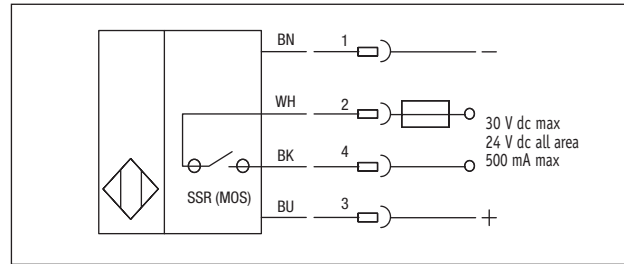 BN 1 −
WH 2
30 V dc max
24 V dc all area
500 mA max
BK 4
SSR (MOS)
BU 3 +